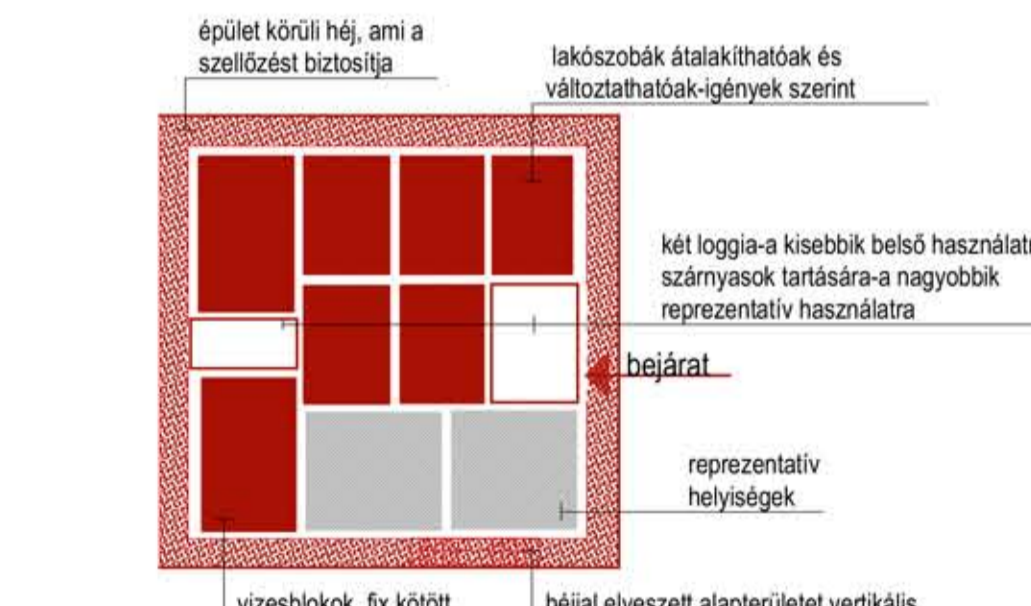 épület körüli héj, ami a
szellőzést biztosítja
lakószobák átalakíthatóak és
változtathatóak-igények szerint
két loggia-a kisebbik belső használatr
szárnyasok tartására-a nagyobbik
reprezentatív használatra
bejárat
reprezentatív
helyiségek
vizesblokok, fix kötött
héjjal elveszett alapterületet vertikális